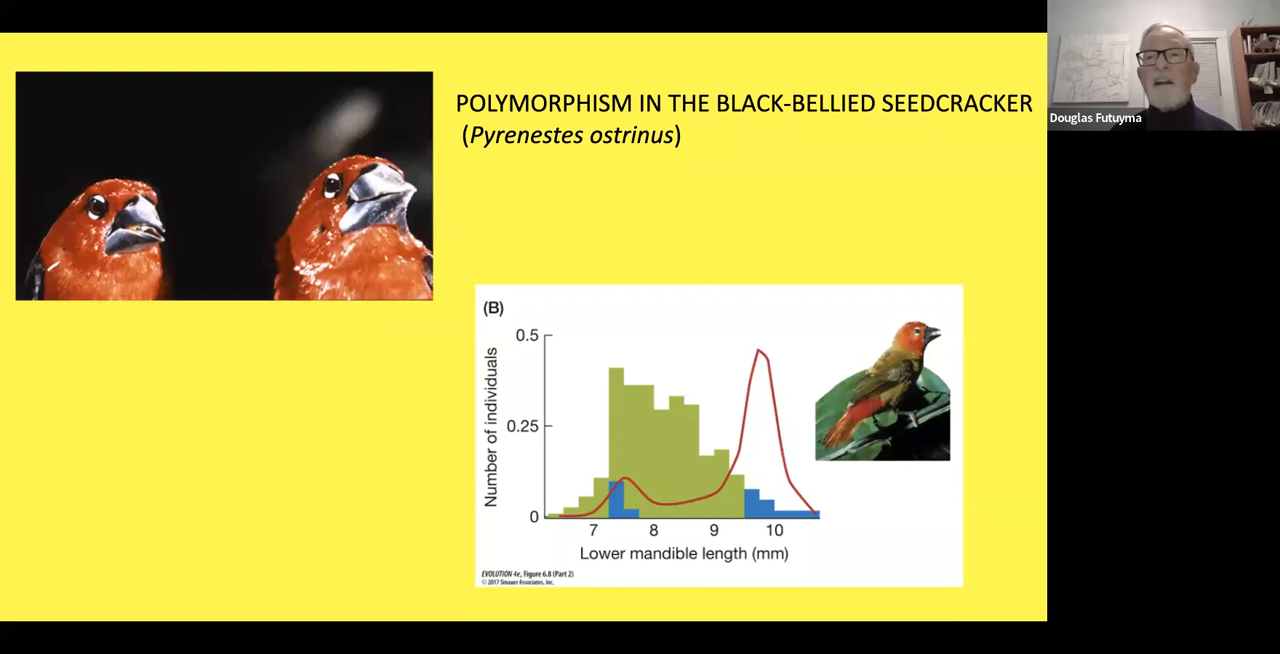 POLYMORPHISM IN THE BLACK-BELLIED SEEDCRACKER
(Pyrenestes ostrinus)
Douglas Futuyma
(B)
Number of individuals
0.5
0.25
0
7 8 9 10
Lower mandible length (mm)
EVOLUTION 4e, Figure 6.8 (Part 2)
© 2017 Sinauer Associates, Inc.